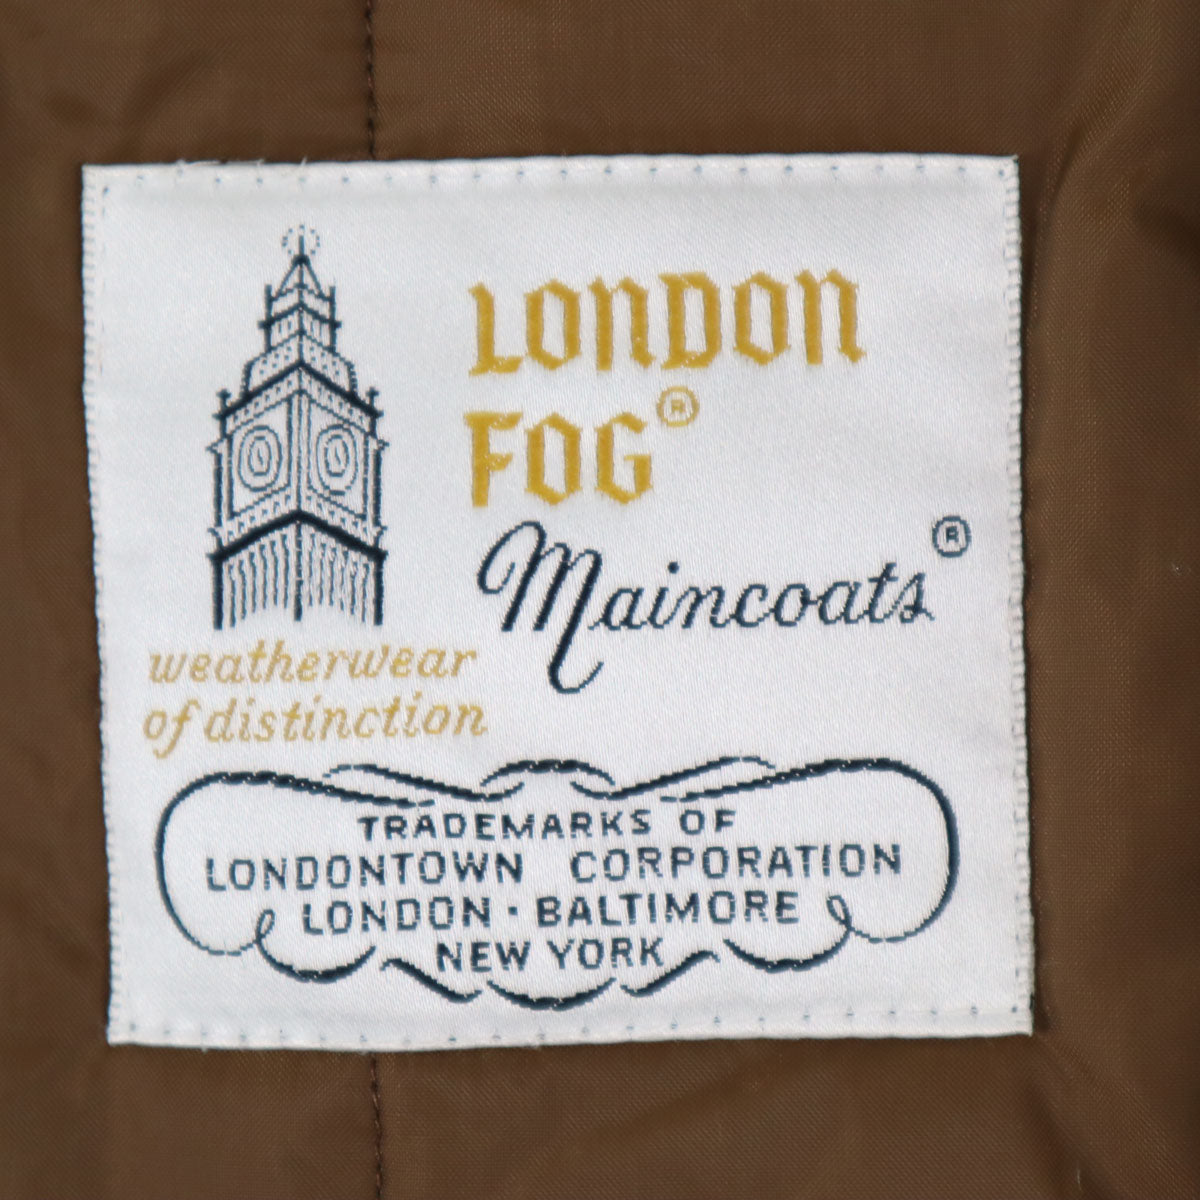 LONDON
FOG®
Maincoats®
weatherwear
of distinction
TRADEMARKS OF
LONDONTOWN CORPORATION
LONDON · BALTIMORE
NEW YORK